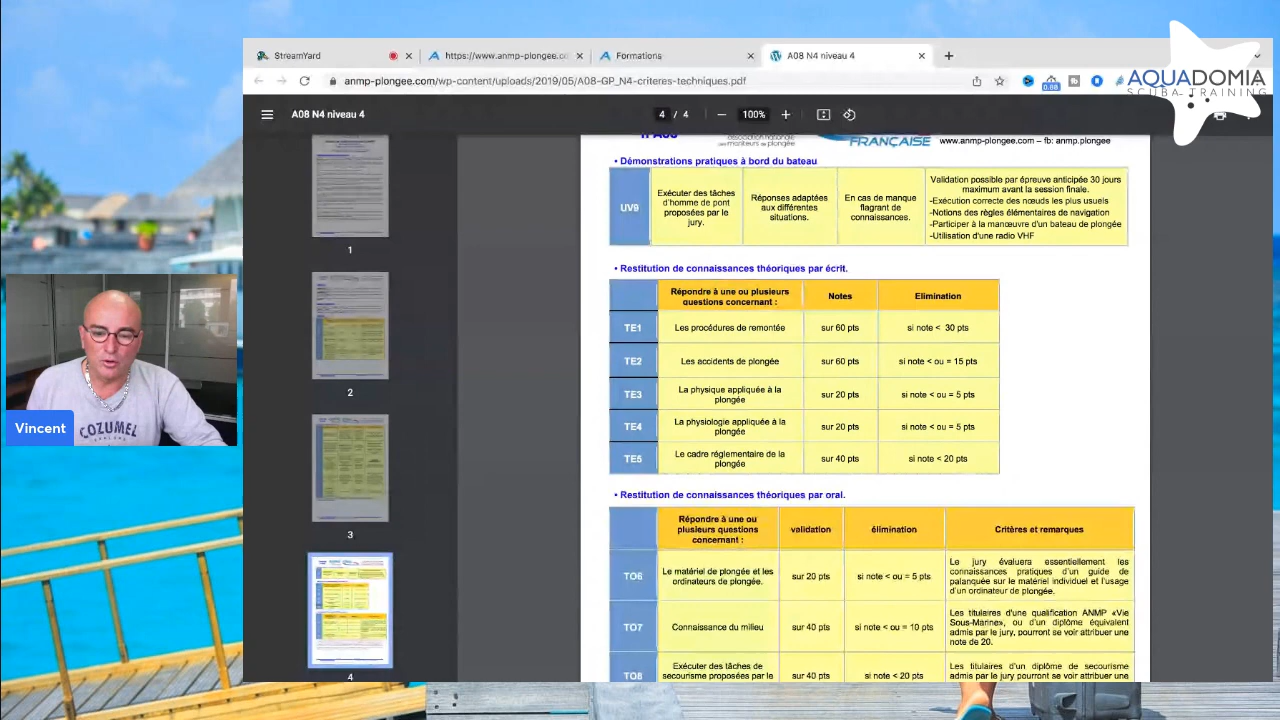 StreamYard
https://www.anmp-plongee.co
Formations
A08 N4 niveau 4
anmp-plongee.com/wp-content/uploads/2019/05/A08-GP_N4-criteres-techniques.pdf
0.88
AQUADOMIA
SCUBA TRAINING
A08 N4 niveau 4
4 / 4
100%
association nationale
des moniteurs de plongée
FRANÇAISE
www.anmp-plongee.com – fb: anmp.plongee
• Démonstrations pratiques à bord du bateau
UV9
Exécuter des tâches
d'homme de pont
proposées par le
jury.
Réponses adaptées
aux différentes
situations.
En cas de manque
flagrant de
connaissances.
Validation possible par épreuve anticipée 30 jours
maximum avant la session finale.
-Exécution correcte des nœuds les plus usuels
-Notions des règles élémentaires de navigation
-Participer à la manœuvre d'un bateau de plongée
-Utilisation d'une radio VHF
• Restitution de connaissances théoriques par écrit.
Répondre à une ou plusieurs
questions concernant :
Notes
Elimination
TE1
Les procédures de remontée
sur 60 pts
si note < 30 pts
TE2
Les accidents de plongée
sur 60 pts
si note < ou = 15 pts
TE3
La physique appliquée à la
plongée
sur 20 pts
si note < ou = 5 pts
TE4
La physiologie appliquée à la
plongée
sur 20 pts
si note < ou = 5 pts
TE5
Le cadre réglementaire de la
plongée
sur 40 pts
si note < 20 pts
• Restitution de connaissances théoriques par oral.
Répondre à une ou
plusieurs questions
concernant :
validation
élimination
Critères et remarques
TO6
Le matériel de plongée et les
ordinateurs de plongée.
sur 20 pts
si note < ou = 5 pts
Le jury évaluera essentiellement les
connaissances pratiques d'un guide de
palanquée sur le matériel individuel et l'usage
d'un ordinateur de plongée.
TO7
Connaissance du milieu
sur 40 pts
si note < ou = 10 pts
Les titulaires d'une qualification ANMP «Vie
Sous-Marine», ou d'un diplôme équivalent
admis par le jury, pourront se voir attribuer une
note de 20.
TO8
Exécuter des tâches de
secourisme proposées par le
sur 40 pts
si note < 20 pts
Les titulaires d'un diplôme de secourisme
admis par le jury pourront se voir attribuer une
1
2
3
4
Vincent
COZUMEL